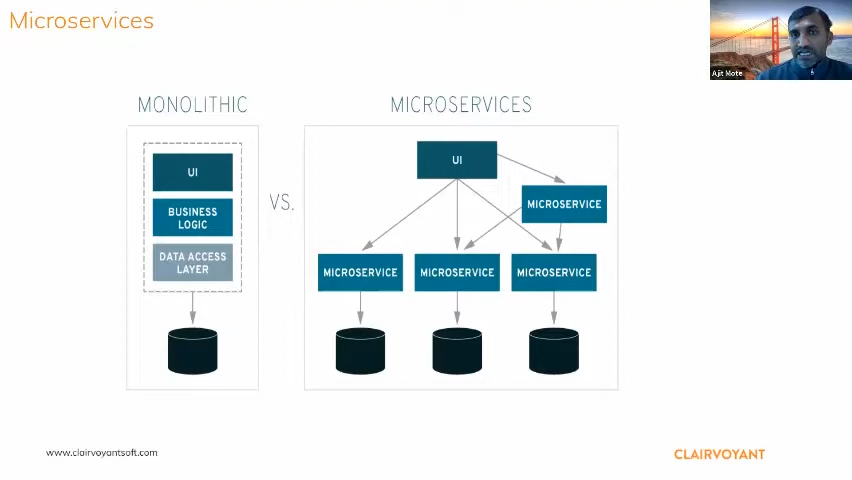 Microservices
Ajit Mote
MONOLITHIC
MICROSERVICES
UI
BUSINESS
LOGIC
DATA ACCESS
LAYER
VS.
UI
MICROSERVICE
MICROSERVICE
MICROSERVICE
MICROSERVICE
www.clairvoyantsoft.com
CLAIRVOYANT